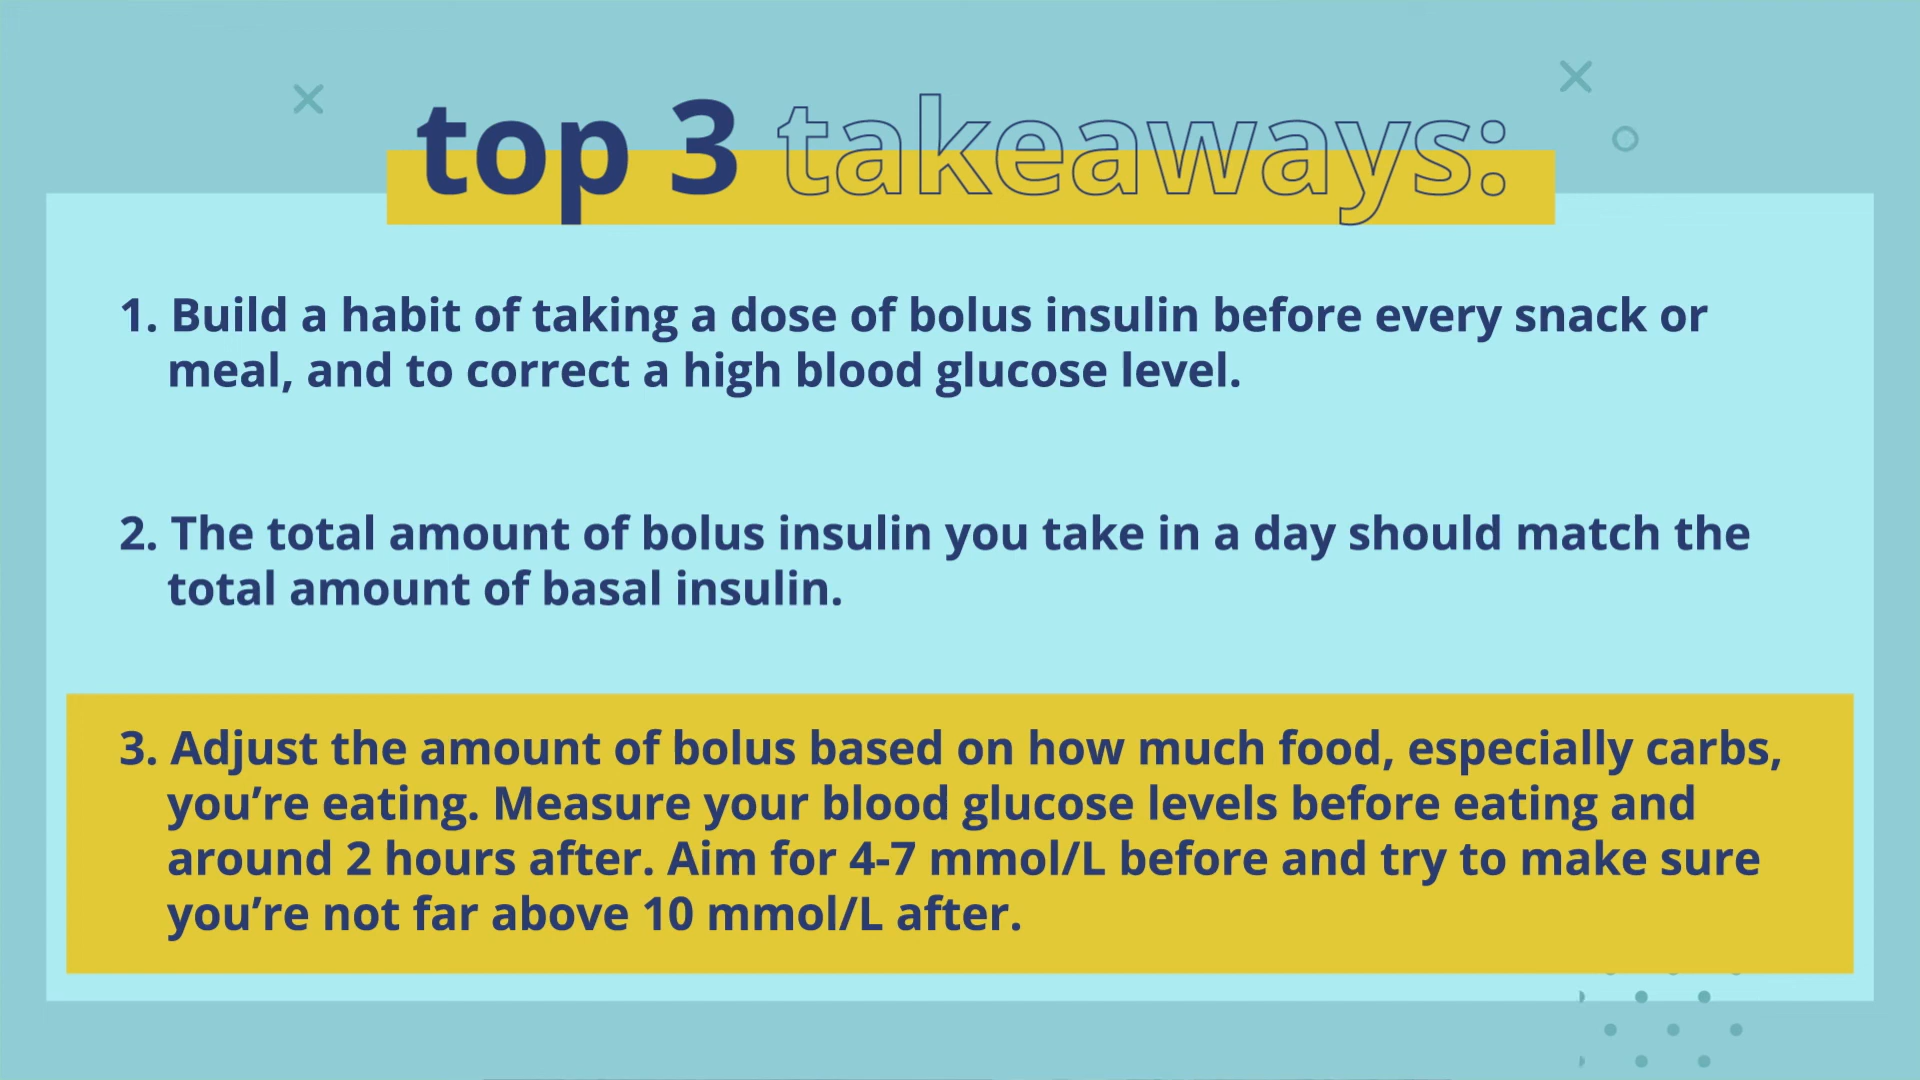 top 3 takeaways:
1. Build a habit of taking a dose of bolus insulin before every snack or
meal, and to correct a high blood glucose level.
2. The total amount of bolus insulin you take in a day should match the
total amount of basal insulin.
3. Adjust the amount of bolus based on how much food, especially carbs,
you’re eating. Measure your blood glucose levels before eating and
around 2 hours after. Aim for 4-7 mmol/L before and try to make sure
you’re not far above 10 mmol/L after.